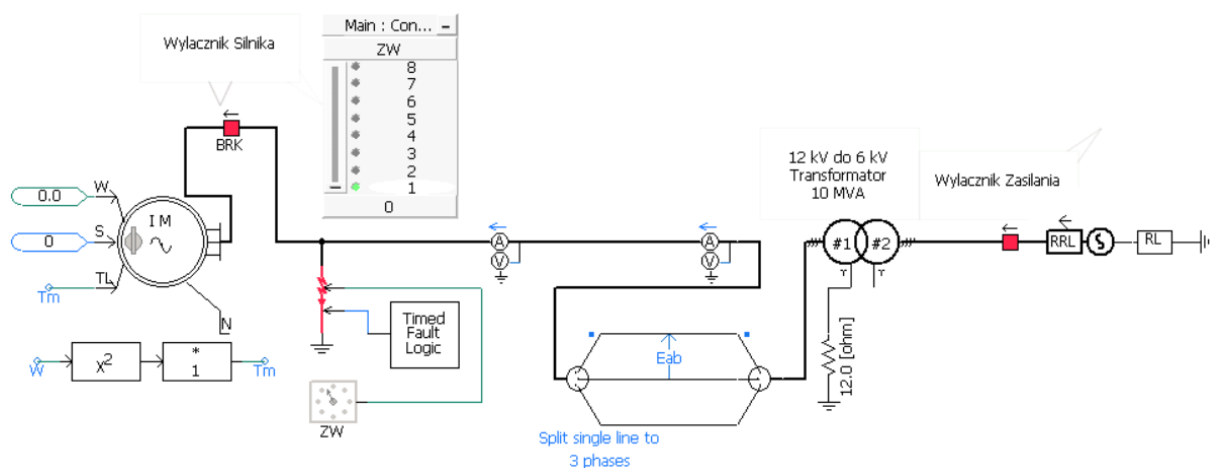 Main : Con...
Wylacznik Silnika
ZW
8
7
6
5
4
3
2
1
0
BRK
12 kV do 6 kV
Transformator
10 MVA
Wylacznik Zasilania
W
0.0
I M
S
0
TL
Tm
N
A
V
A
V
#1
#2
RRL
RL
Timed
Fault
Logic
12.0 [ohm]
Eab
W
X2
*
1
Tm
ZW
Split single line to
3 phases